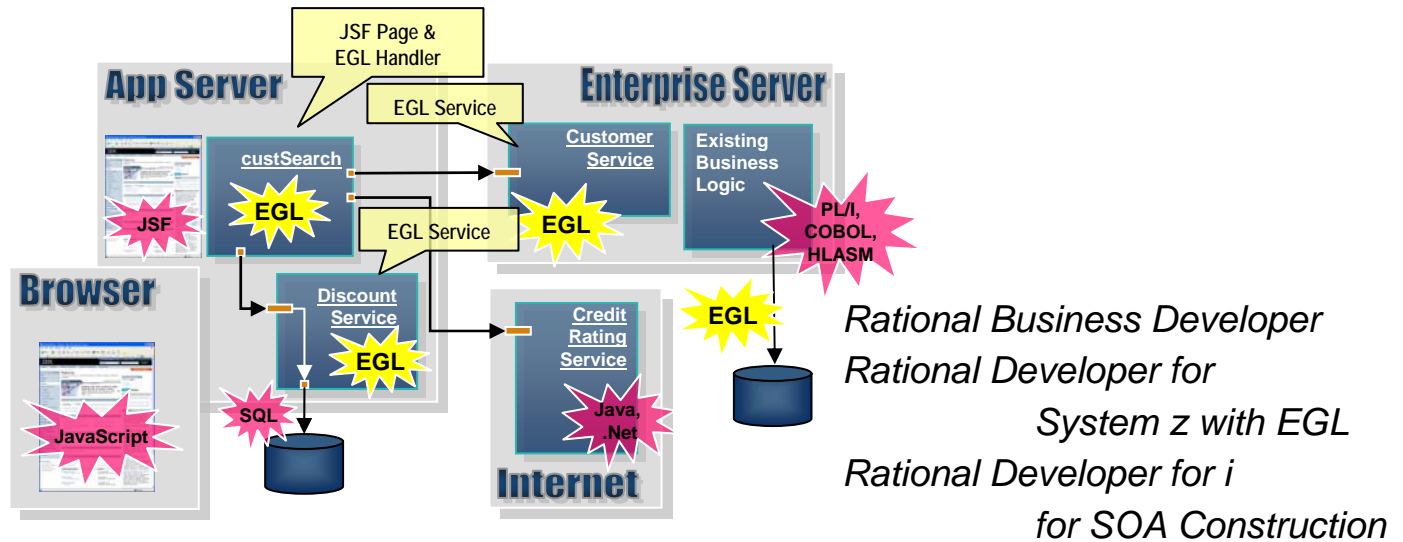 JSF Page &
EGL Handler
App Server
Enterprise Server
EGL Service
custSearch
EGL
JSF
Customer
Service
EGL
Existing
Business
Logic
PL/I,
COBOL,
HLASM
EGL Service
Browser
JavaScript
Discount
Service
EGL
SQL
Credit
Rating
Service
Java,
.Net
Internet
EGL
Rational Business Developer
Rational Developer for
System z with EGL
Rational Developer for i
for SOA Construction